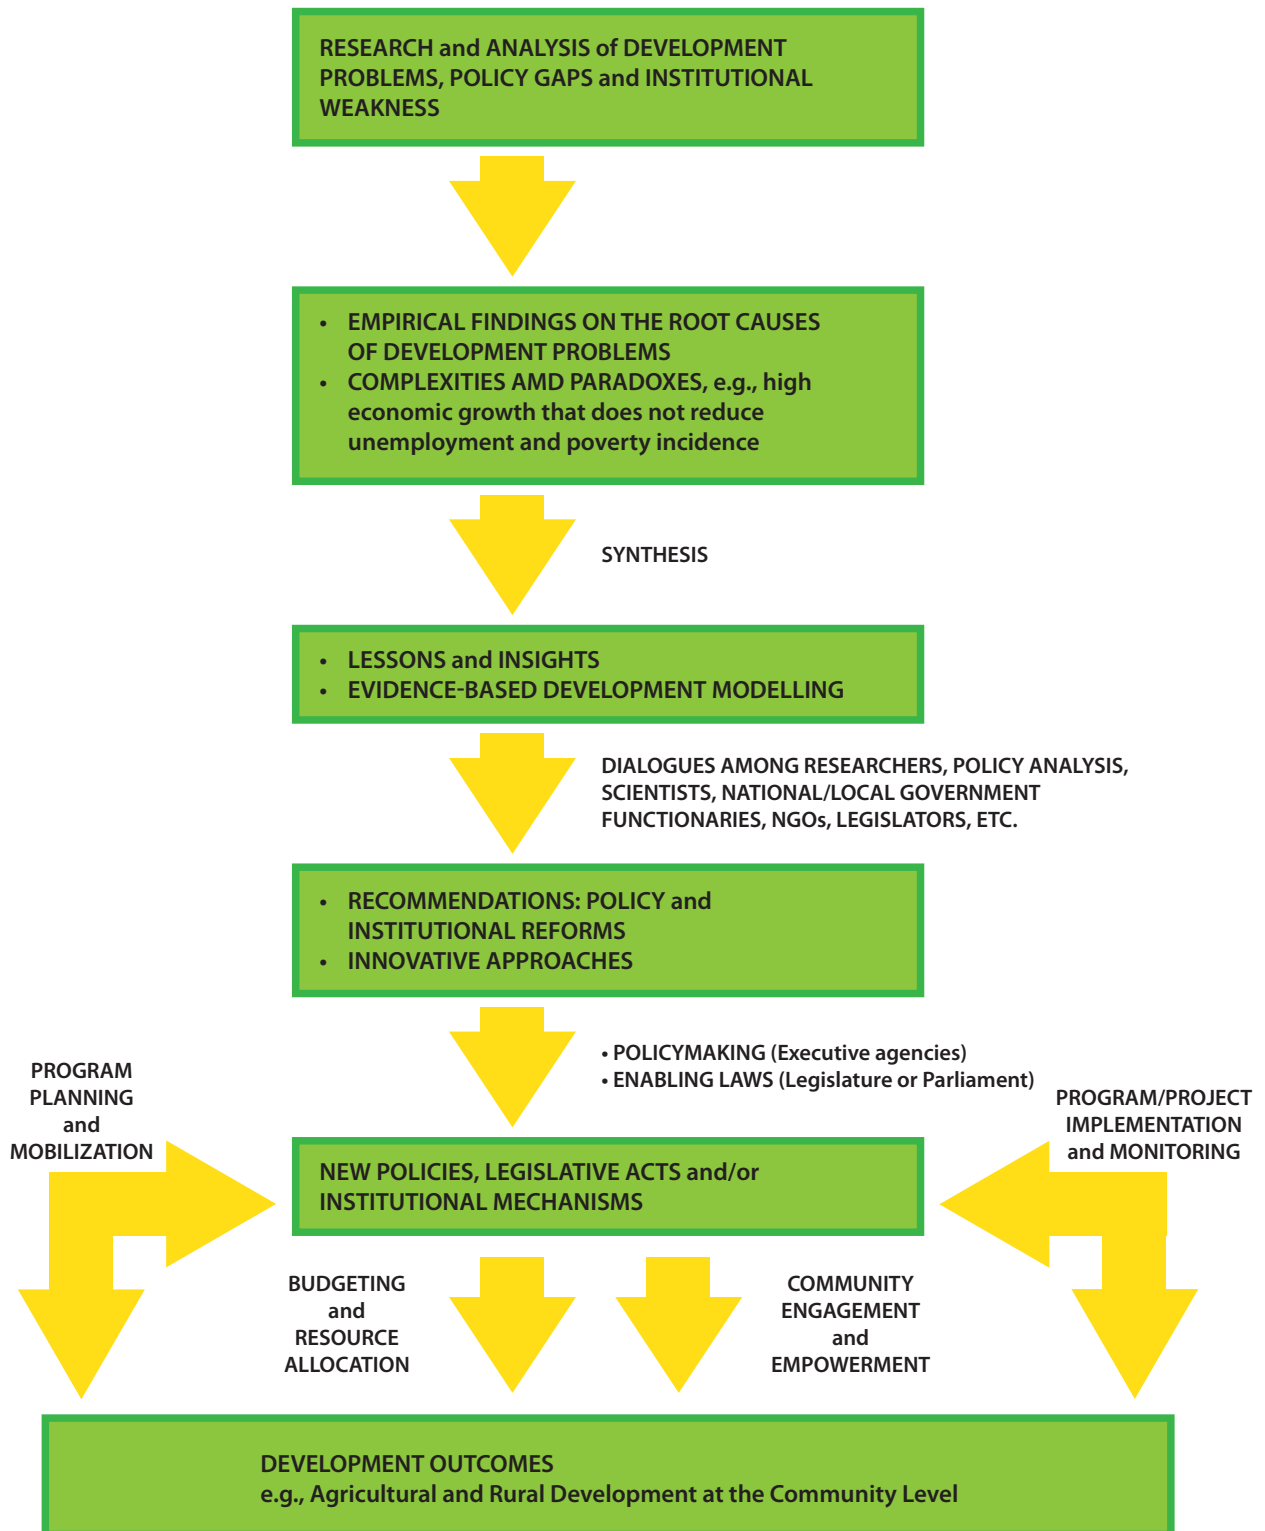 RESEARCH and ANALYSIS of DEVELOPMENT
PROBLEMS, POLICY GAPS and INSTITUTIONAL
WEAKNESS
• EMPIRICAL FINDINGS ON THE ROOT CAUSES
OF DEVELOPMENT PROBLEMS
• COMPLEXITIES AMD PARADOXES, e.g., high
economic growth that does not reduce
unemployment and poverty incidence
SYNTHESIS
• LESSONS and INSIGHTS
• EVIDENCE-BASED DEVELOPMENT MODELLING
DIALOGUES AMONG RESEARCHERS, POLICY ANALYSIS,
SCIENTISTS, NATIONAL/LOCAL GOVERNMENT
FUNCTIONARIES, NGOs, LEGISLATORS, ETC.
• RECOMMENDATIONS: POLICY and
INSTITUTIONAL REFORMS
• INNOVATIVE APPROACHES
• POLICYMAKING (Executive agencies)
• ENABLING LAWS (Legislature or Parliament)
PROGRAM
PLANNING
and
MOBILIZATION
PROGRAM/PROJECT
IMPLEMENTATION
and MONITORING
NEW POLICIES, LEGISLATIVE ACTS and/or
INSTITUTIONAL MECHANISMS
BUDGETING
and
RESOURCE
ALLOCATION
COMMUNITY
ENGAGEMENT
and
EMPOWERMENT
DEVELOPMENT OUTCOMES
e.g., Agricultural and Rural Development at the Community Level